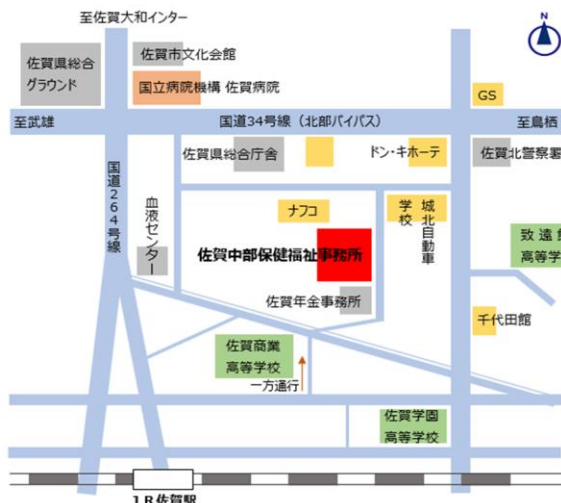 至佐賀大和インター
N
佐賀県総合
グラウンド
佐賀市文化会館
国立病院機構 佐賀病院
GS
至武雄
国道34号線（北部バイパス）
至鳥栖
国道264号線
佐賀県総合庁舎
ドン・キホーテ
佐賀北警察署
血液センター
ナフコ
城北自動車
学校
致遠
高等学
佐賀中部保健福祉事務所
佐賀年金事務所
千代田館
佐賀商業
高等学校
一方通行
佐賀学園
高等学校
ＪＲ佐賀駅